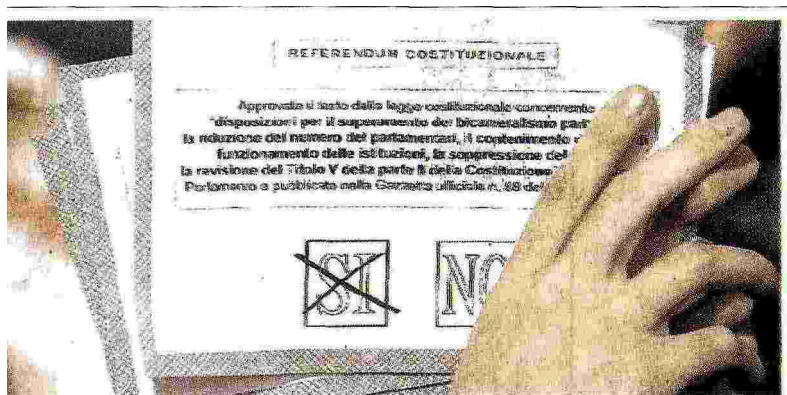 REFERENDUM COSTITUZIONALE
Approvate il testo della legge costituzionale concernente
"disposizioni per il superamento del bicameralismo
la riduzione del numero dei parlamentari, il contenimento
funzionamento delle istituzioni, la soppressione del
la revisione del Titolo V della parte II della Costituzione
Parlamento e pubblicato nella Gazzetta ufficiale n. 88 del
SI
NO